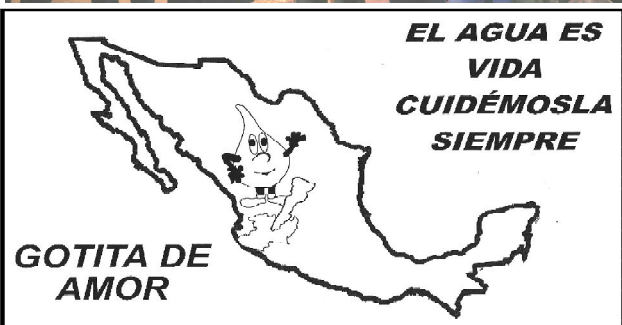 EL AGUA ES
VIDA
CUIDÉMOSLA
SIEMPRE
GOTITA DE
AMOR